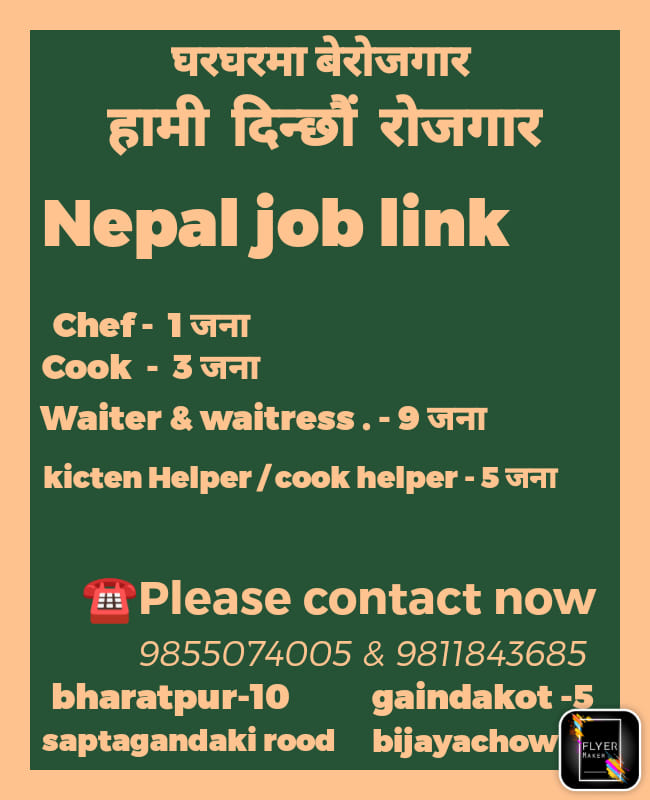 घरघरमा बेरोजगार
हामी दिन्छौं रोजगार
Nepal job link
Chef - 1 जना
Cook - 3 जना
Waiter & waitress . - 9 जना
kicten Helper / cook helper - 5 जना
☎️Please contact now
9855074005 & 9811843685
bharatpur-10 gaindakot -5
saptagandaki rood bijayachow
FLYER
MAKER